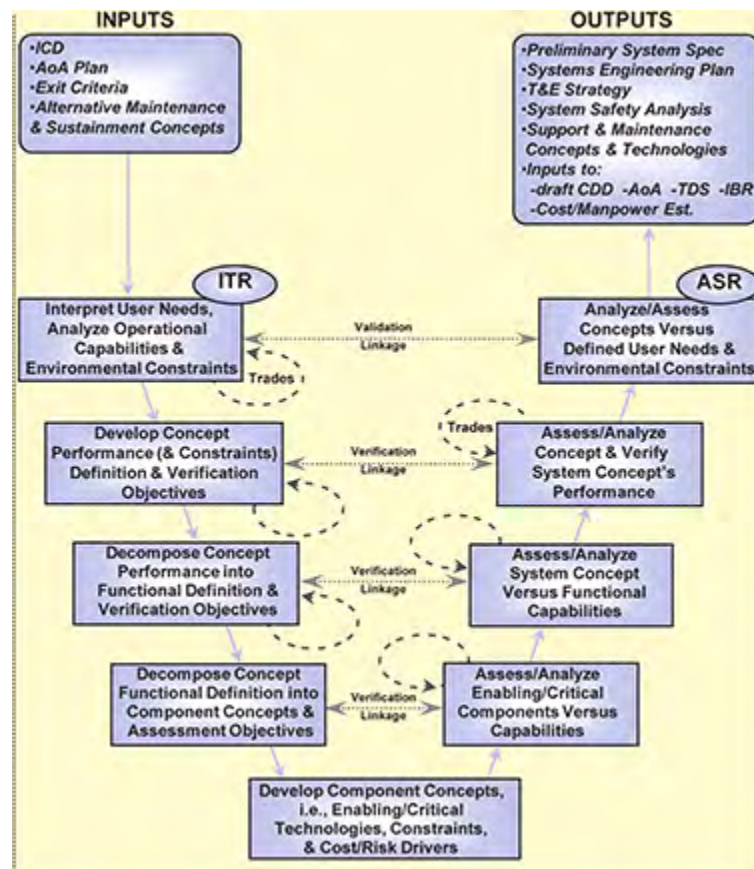 INPUTS
•ICD
•AoA Plan
•Exit Criteria
•Alternative Maintenance
& Sustainment Concepts
OUTPUTS
•Preliminary System Spec
•Systems Engineering Plan
•T&E Strategy
•System Safety Analysis
•Support & Maintenance
Concepts & Technologies
•Inputs to:
-draft CDD -AoA -TDS -IBR
-Cost/Manpower Est.
ITR
Interpret User Needs,
Analyze Operational
Capabilities &
Environmental Constraints
Trades
Validation
Linkage
ASR
Analyze/Assess
Concepts Versus
Defined User Needs &
Environmental Constraints
Develop Concept
Performance (& Constraints)
Definition & Verification
Objectives
Verification
Linkage
Trades
Assess/Analyze
Concept & Verify
System Concept's
Performance
Decompose Concept
Performance into
Functional Definition &
Verification Objectives
Verification
Linkage
Assess/Analyze
System Concept
Versus Functional
Capabilities
Decompose Concept
Functional Definition into
Component Concepts &
Assessment Objectives
Verification
Linkage
Assess/Analyze
Enabling/Critical
Components Versus
Capabilities
Develop Component Concepts,
i.e., Enabling/Critical
Technologies, Constraints,
& Cost/Risk Drivers